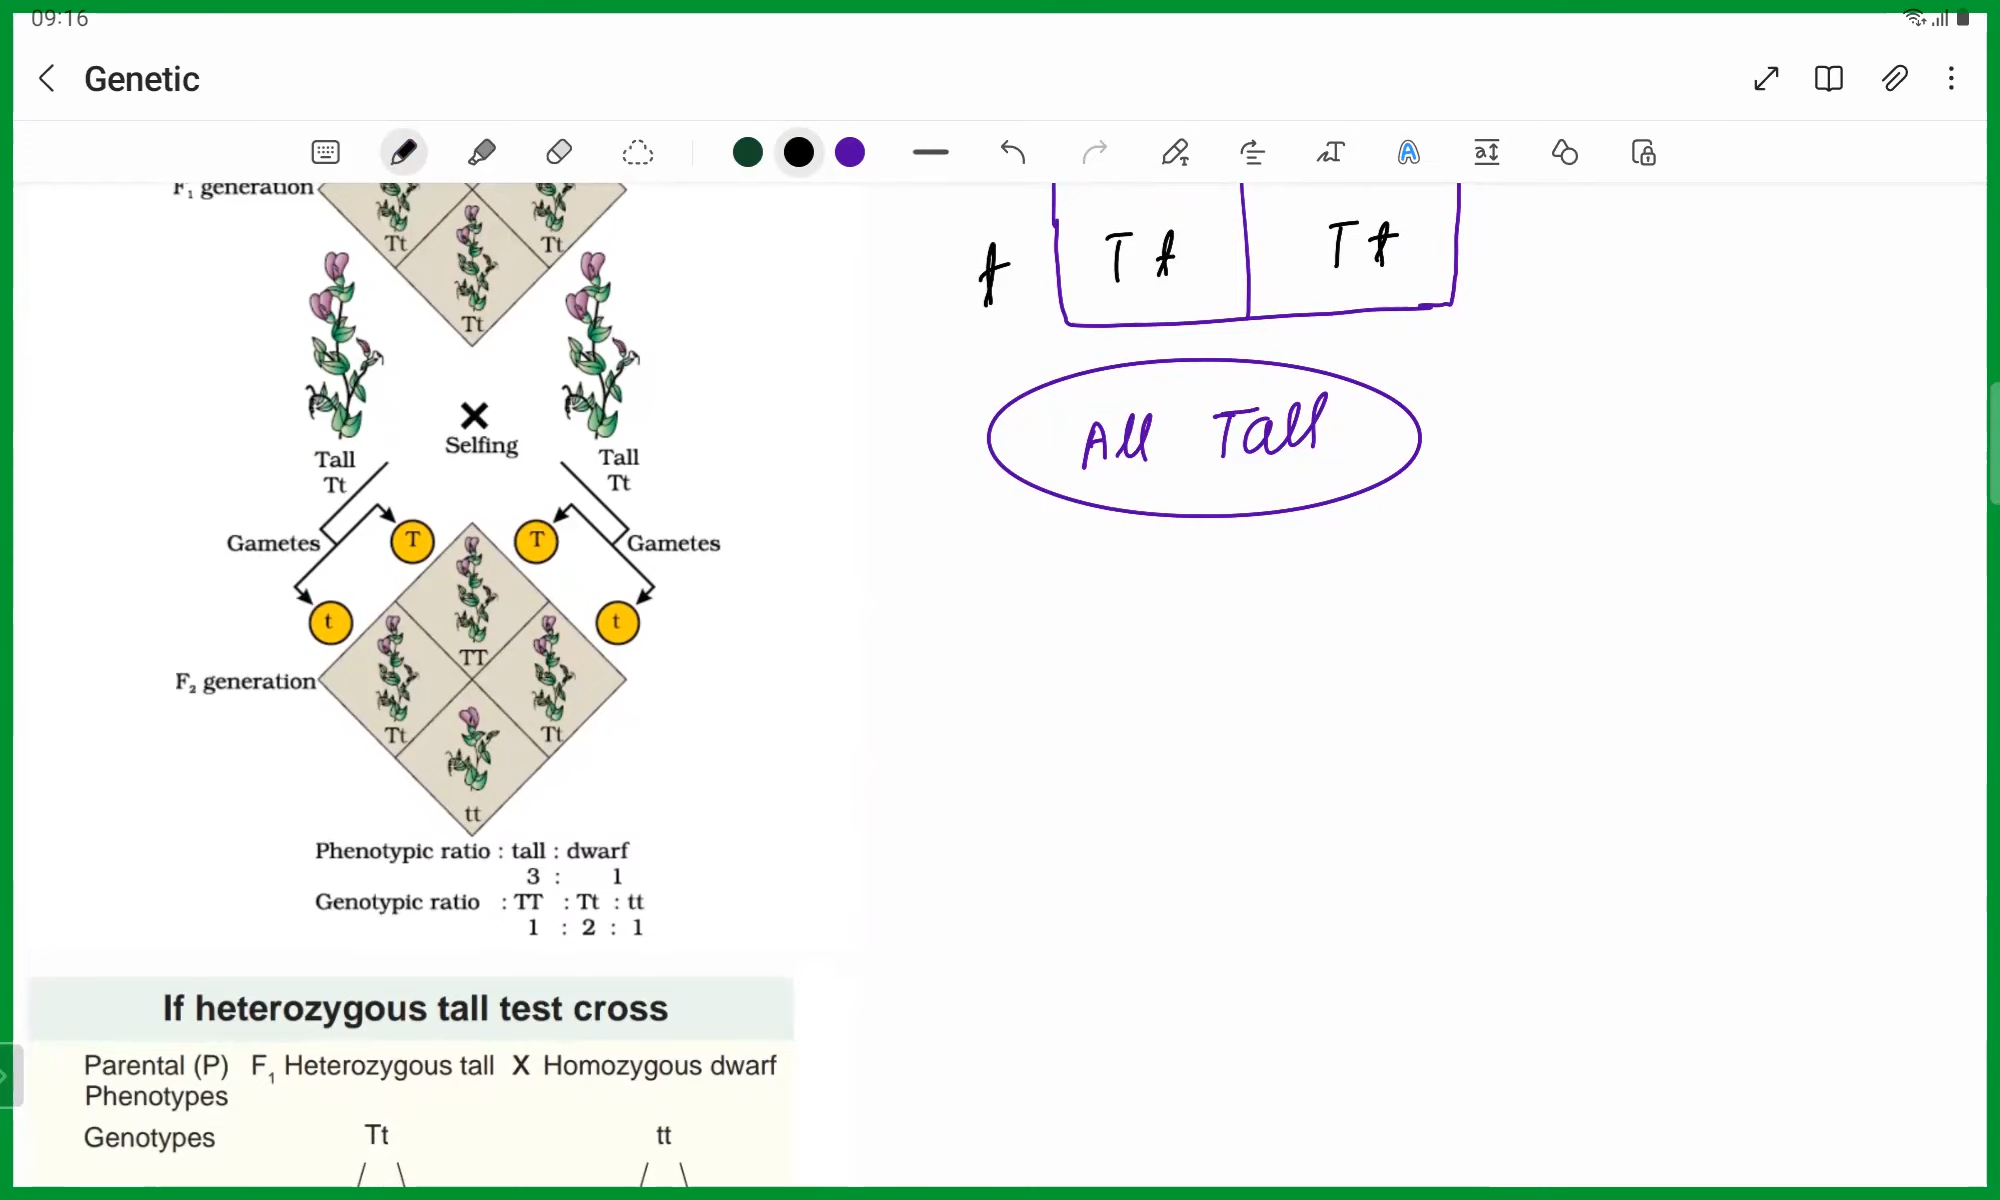 09:16
Genetic
F₁ generation
Tt Tt
Tt
t T t T t
All Tall
Selfing
Tall Tall
Tt Tt
Gametes T T Gametes
t t
TT
F₂ generation
Tt Tt
tt
Phenotypic ratio : tall : dwarf
3 : 1
Genotypic ratio : TT : Tt : tt
1 : 2 : 1
If heterozygous tall test cross
Parental (P) F₁ Heterozygous tall X Homozygous dwarf
Phenotypes
Genotypes Tt tt